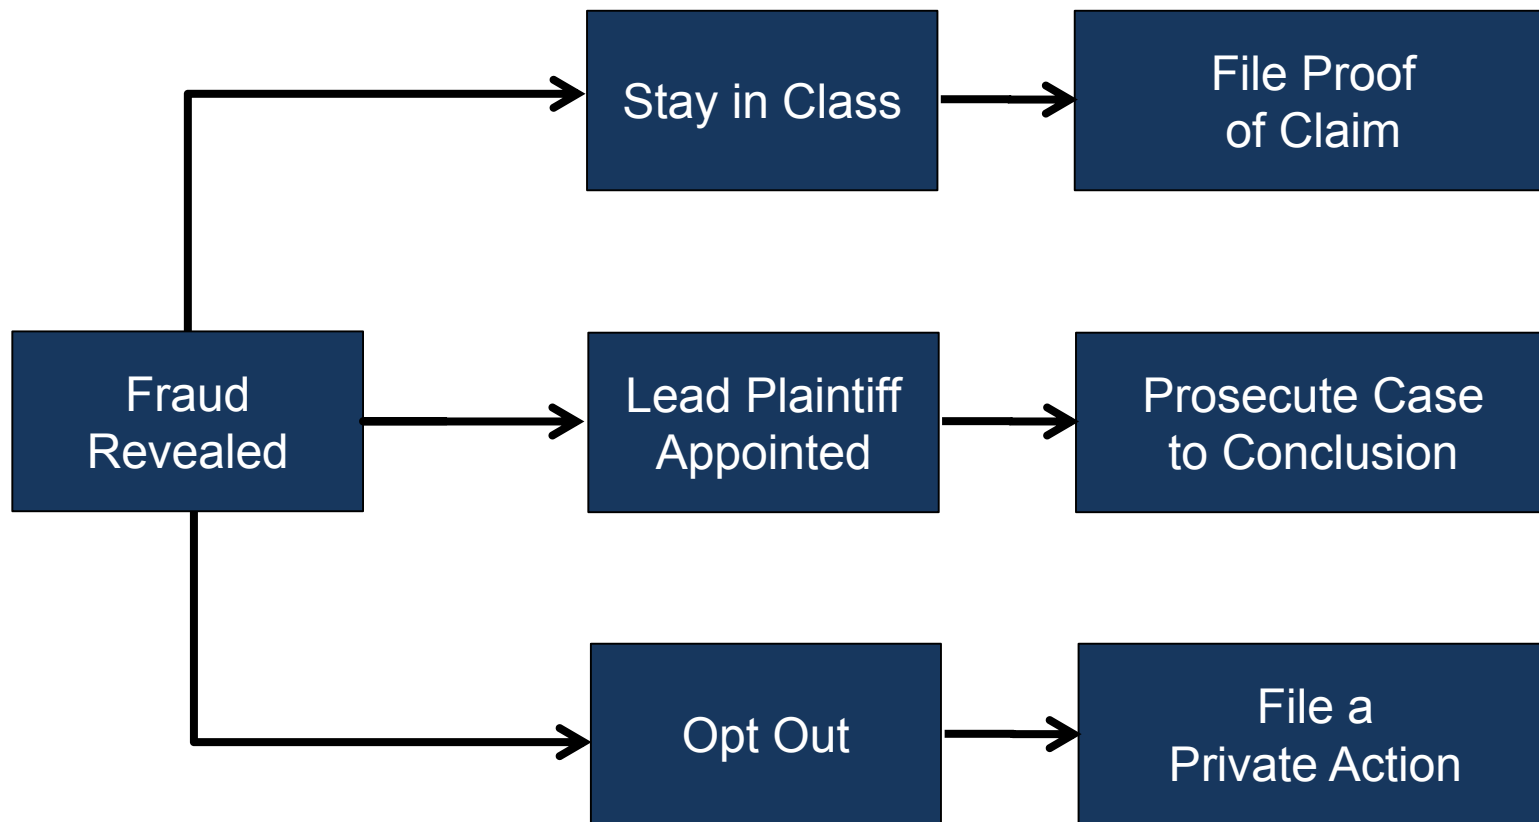 Stay in Class
File Proof
of Claim
Fraud
Revealed
Lead Plaintiff
Appointed
Prosecute Case
to Conclusion
Opt Out
File a
Private Action